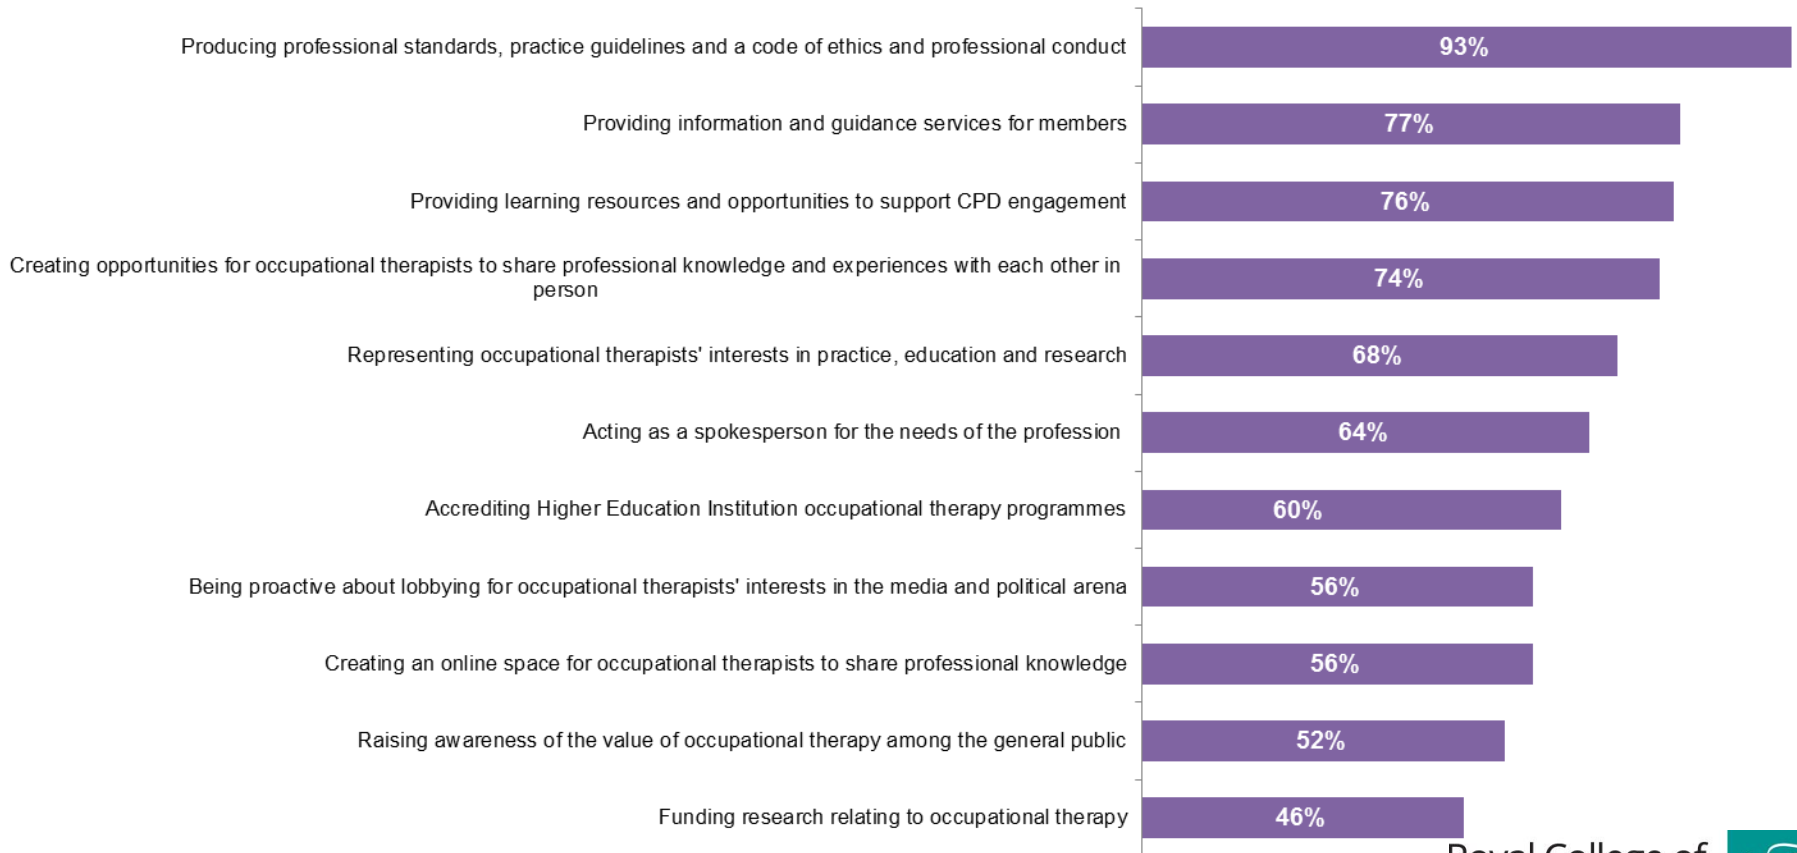 Producing professional standards, practice guidelines and a code of ethics and professional conduct 93%
Providing information and guidance services for members 77%
Providing learning resources and opportunities to support CPD engagement 76%
Creating opportunities for occupational therapists to share professional knowledge and experiences with each other in
person 74%
Representing occupational therapists' interests in practice, education and research 68%
Acting as a spokesperson for the needs of the profession 64%
Accrediting Higher Education Institution occupational therapy programmes 60%
Being proactive about lobbying for occupational therapists' interests in the media and political arena 56%
Creating an online space for occupational therapists to share professional knowledge 56%
Raising awareness of the value of occupational therapy among the general public 52%
Funding research relating to occupational therapy 46%
Royal College of